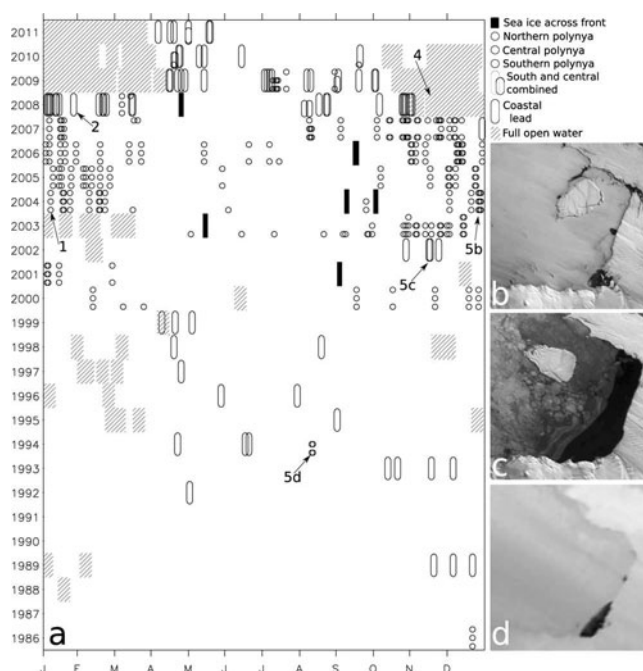 2011
2010
2009
2008
2007
2006
2005
2004
2003
2002
2001
2000
1999
1998
1997
1996
1995
1994
1993
1992
1991
1990
1989
1988
1987
1986
J F M A M J J A S O N D
4
2
1
5b
5c
5d
a
Sea ice across front
Northern polynya
Central polynya
Southern polynya
South and central
combined
Coastal
lead
Full open water
b
c
d